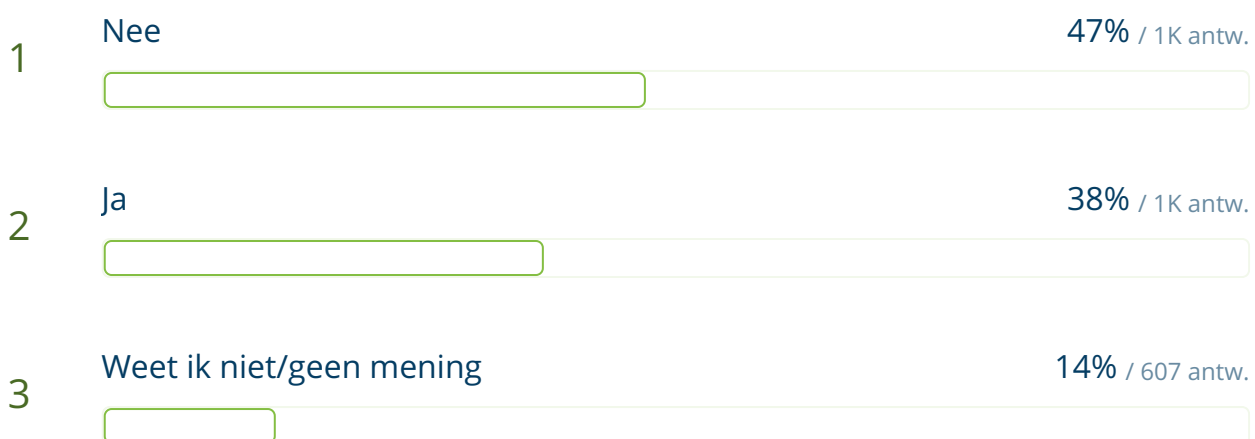 1
Nee
47% / 1K antw.
2
Ja
38% / 1K antw.
3
Weet ik niet/geen mening
14% / 607 antw.